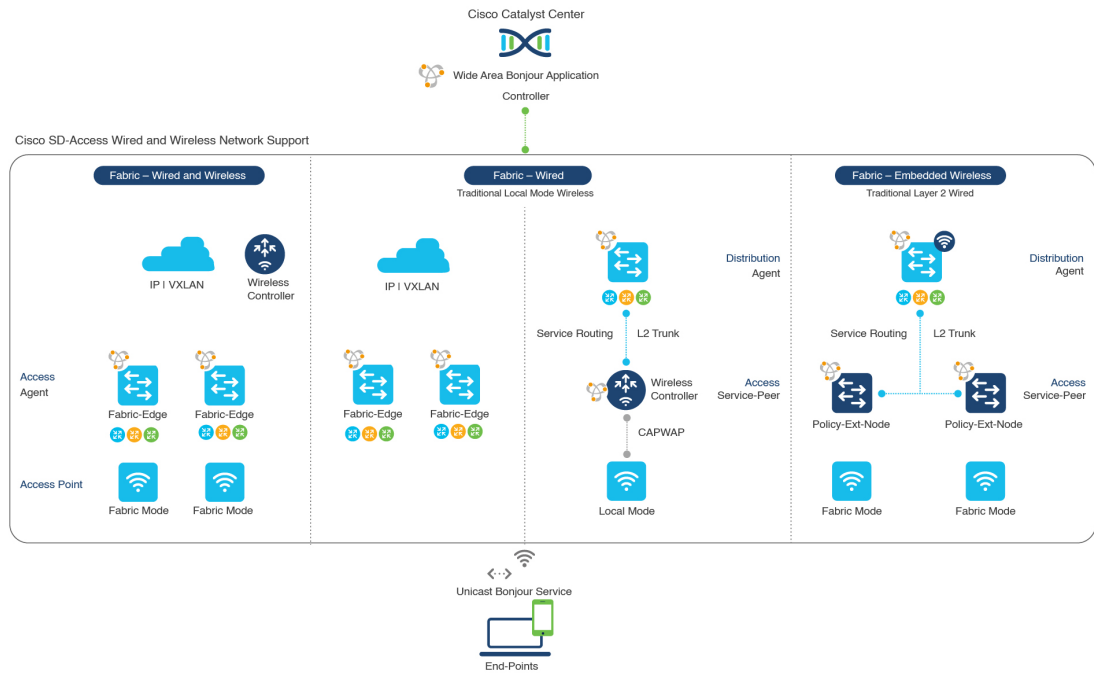 Cisco Catalyst Center
Wide Area Bonjour Application
Controller
Cisco SD-Access Wired and Wireless Network Support
Fabric – Wired and Wireless
IP | VXLAN
Wireless
Controller
Access
Agent
Fabric-Edge
Fabric-Edge
Access Point
Fabric Mode
Fabric Mode
Fabric – Wired
Traditional Local Mode Wireless
IP | VXLAN
Fabric-Edge
Fabric-Edge
Distribution
Agent
Service Routing
L2 Trunk
Wireless
Controller
Access
Service-Peer
CAPWAP
Local Mode
Fabric – Embedded Wireless
Traditional Layer 2 Wired
Distribution
Agent
Service Routing
L2 Trunk
Access
Service-Peer
Policy-Ext-Node
Policy-Ext-Node
Fabric Mode
Fabric Mode
Unicast Bonjour Service
End-Points